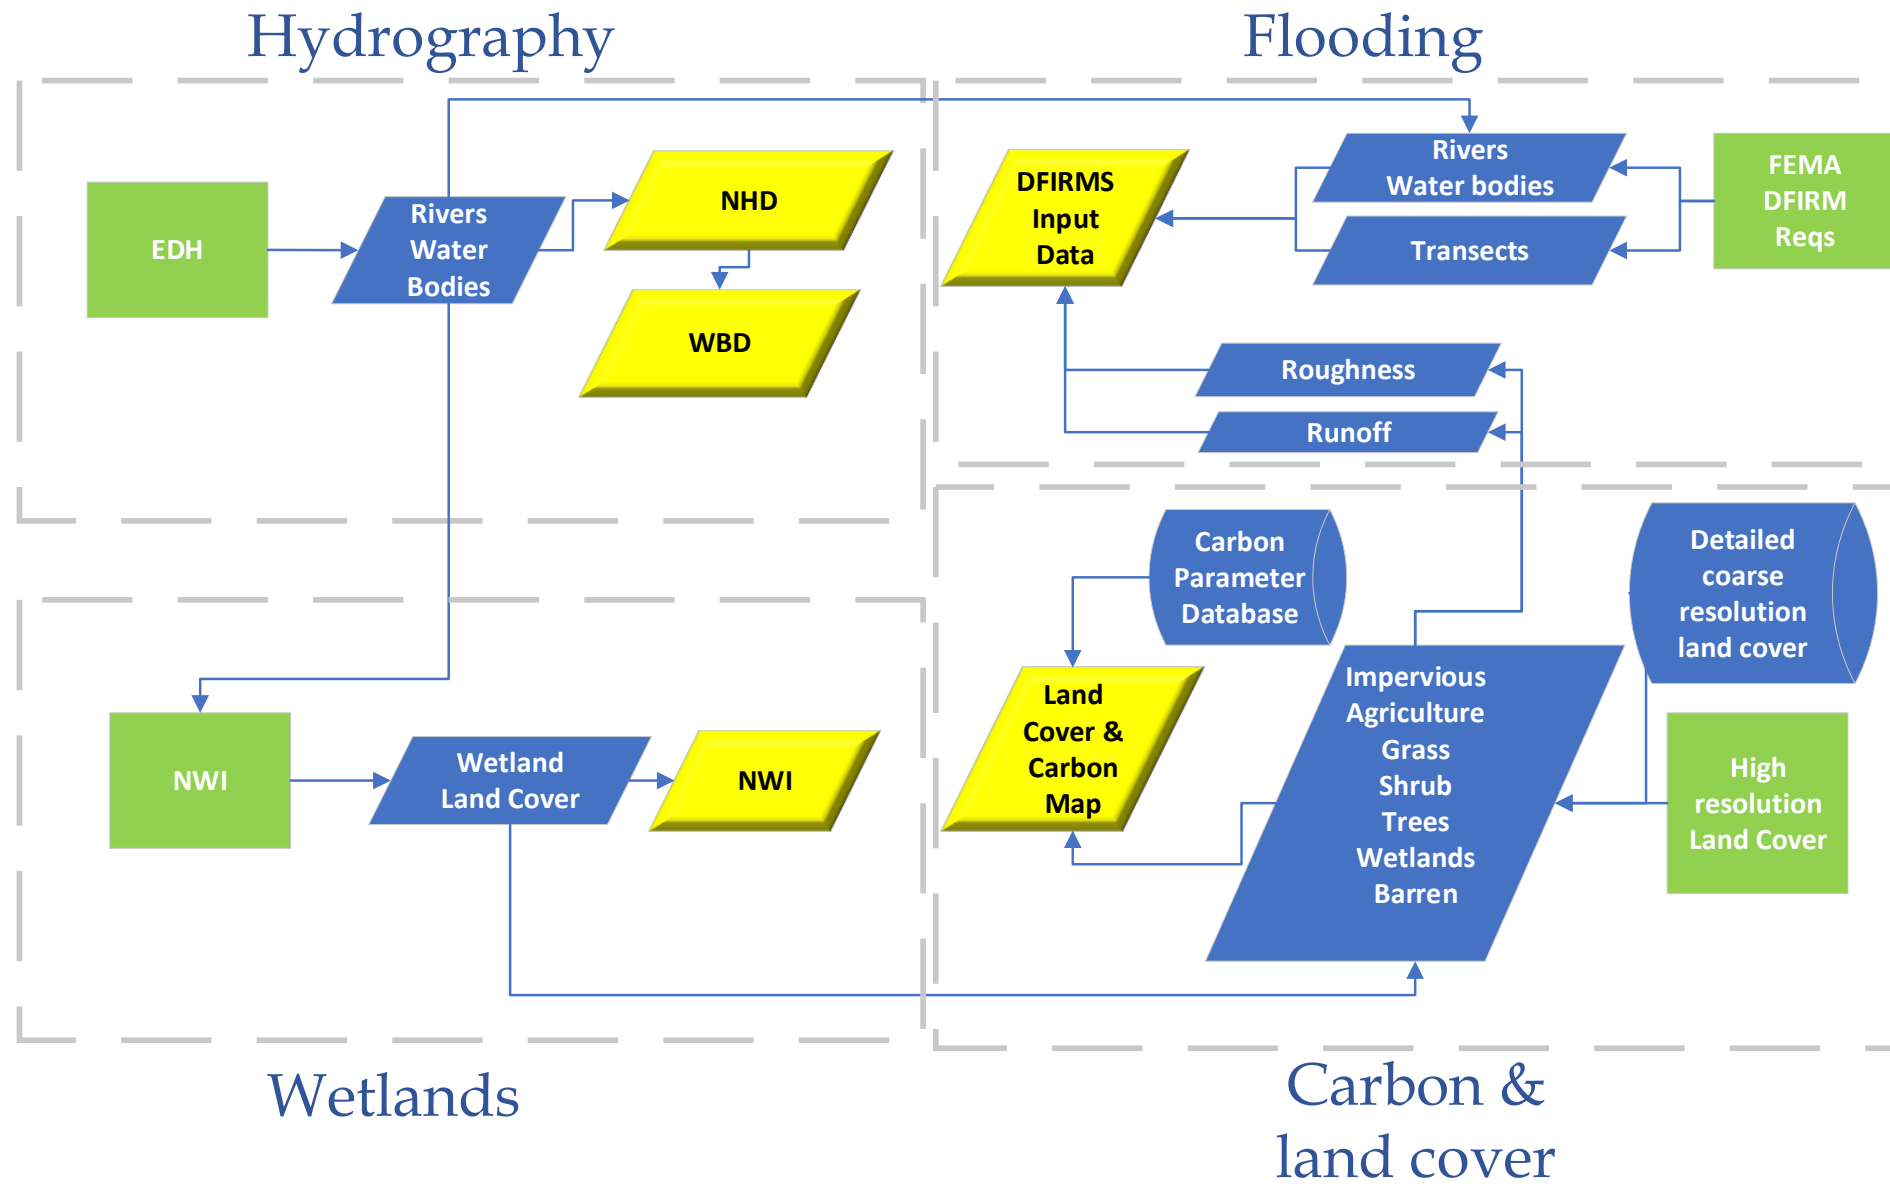 Hydrography
Flooding
EDH
Rivers
Water
Bodies
NHD
WBD
DFIRMS
Input
Data
Rivers
Water bodies
Transects
FEMA
DFIRM
Reqs
Roughness
Runoff
NWI
Wetland
Land Cover
NWI
Carbon
Parameter
Database
Detailed
coarse
resolution
land cover
Land
Cover &
Carbon
Map
Impervious
Agriculture
Grass
Shrub
Trees
Wetlands
Barren
High
resolution
Land Cover
Wetlands
Carbon &
land cover